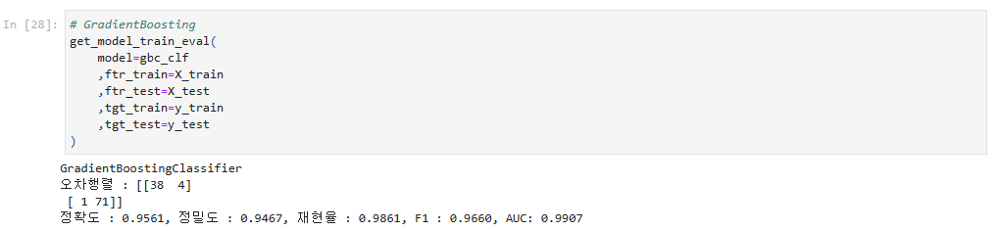 In [28]:
# GradientBoosting
get_model_train_eval(
    model=gbc_clf
    ,ftr_train=X_train
    ,ftr_test=X_test
    ,tgt_train=y_train
    ,tgt_test=y_test
)
GradientBoostingClassifier
오차행렬 : [[38  4]
 [ 1 71]]
정확도 : 0.9561, 정밀도 : 0.9467, 재현율 : 0.9861, F1 : 0.9660, AUC: 0.9907